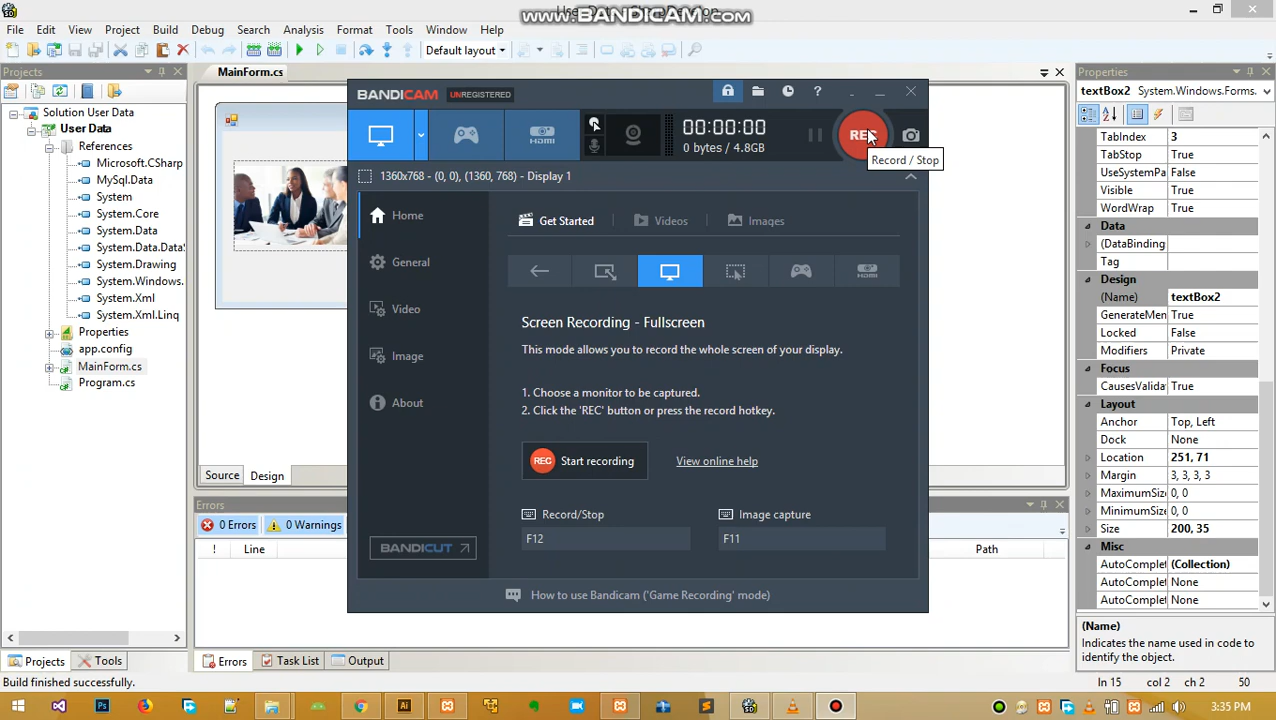 www.BANDICAM.com
File Edit View Project Build Debug Search Analysis Format Tools Window Help
Default layout
Projects
MainForm.cs
Properties
Solution User Data
User Data
References
Microsoft.CSharp
MySql.Data
System
System.Core
System.Data
System.Data.DataS
System.Drawing
System.Windows.
System.Xml
System.Xml.Linq
Properties
app.config
MainForm.cs
Program.cs
BANDICAM UNREGISTERED
?
HDMI
00:00:00
0 bytes / 4.8GB
REC
Record / Stop
1360x768 - (0, 0), (1360, 768) - Display 1
Home
General
Video
Image
About
BANDICUT
Get Started Videos Images
HDMI
Screen Recording - Fullscreen
This mode allows you to record the whole screen of your display.
1. Choose a monitor to be captured.
2. Click the 'REC' button or press the record hotkey.
REC Start recording View online help
Record/Stop Image capture
F12 F11
How to use Bandicam ('Game Recording' mode)
textBox2 System.Windows.Forms.
TabIndex 3
TabStop True
UseSystemPa False
Visible True
WordWrap True
Data
(DataBinding
Tag
Design
(Name) textBox2
GenerateMen True
Locked False
Modifiers Private
Focus
CausesValida True
Layout
Anchor Top, Left
Dock None
Location 251, 71
Margin 3, 3, 3, 3
MaximumSize 0, 0
MinimumSize 0, 0
Size 200, 35
Misc
AutoComplet (Collection)
AutoComplet None
AutoComplet None
(Name)
Indicates the name used in code to
identify the object.
Source Design
Errors
0 Errors 0 Warnings
! Line Path
Projects Tools
Errors Task List Output
Build finished successfully.
ln 15 col 2 ch 2 50
Ps Ai
3:35 PM